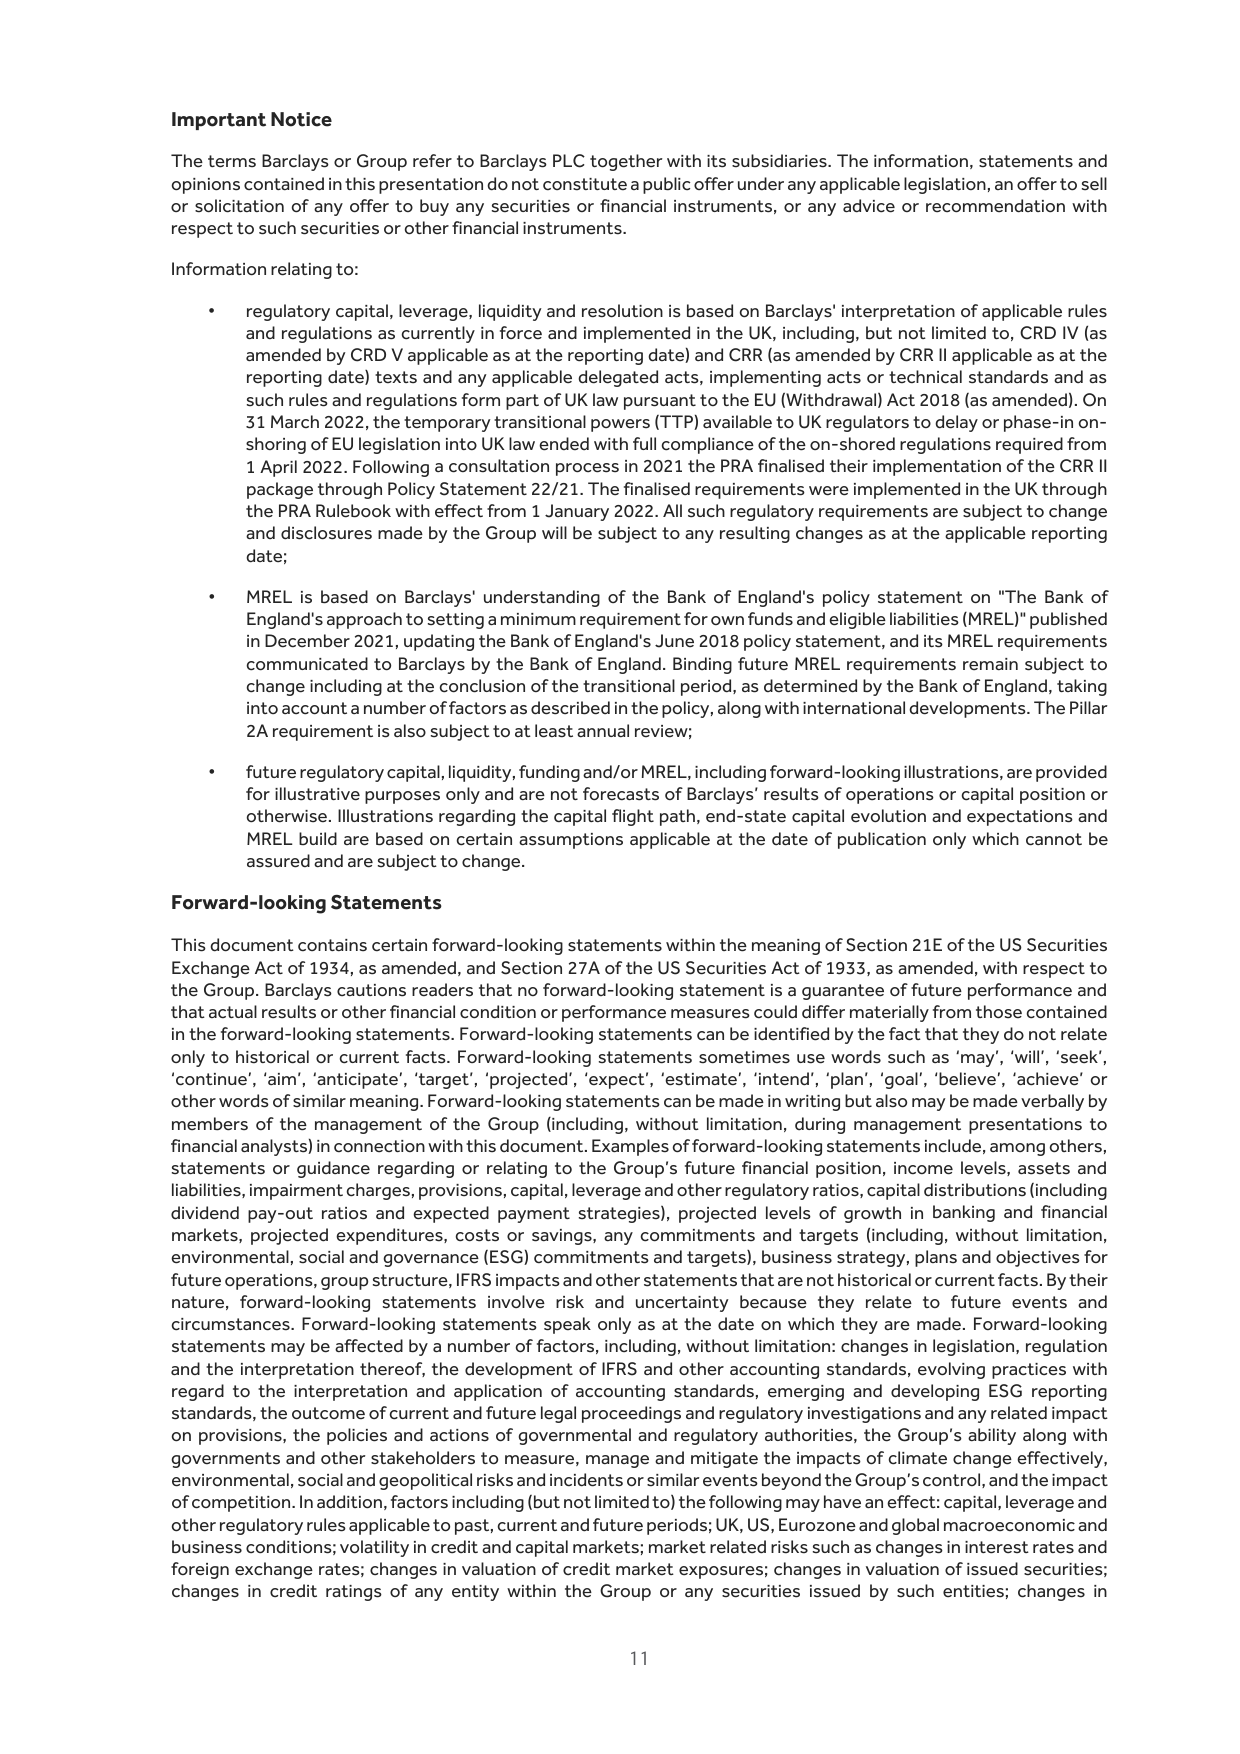 Important Notice
The terms Barclays or Group refer to Barclays PLC together with its subsidiaries. The information, statements and
opinions contained in this presentation do not constitute a public offer under any applicable legislation, an offer to sell
or solicitation of any offer to buy any securities or financial instruments, or any advice or recommendation with
respect to such securities or other financial instruments.
Information relating to:
• regulatory capital, leverage, liquidity and resolution is based on Barclays' interpretation of applicable rules
and regulations as currently in force and implemented in the UK, including, but not limited to, CRD IV (as
amended by CRD V applicable as at the reporting date) and CRR (as amended by CRR II applicable as at the
reporting date) texts and any applicable delegated acts, implementing acts or technical standards and as
such rules and regulations form part of UK law pursuant to the EU (Withdrawal) Act 2018 (as amended). On
31 March 2022, the temporary transitional powers (TTP) available to UK regulators to delay or phase-in on-
shoring of EU legislation into UK law ended with full compliance of the on-shored regulations required from
1 April 2022. Following a consultation process in 2021 the PRA finalised their implementation of the CRR II
package through Policy Statement 22/21. The finalised requirements were implemented in the UK through
the PRA Rulebook with effect from 1 January 2022. All such regulatory requirements are subject to change
and disclosures made by the Group will be subject to any resulting changes as at the applicable reporting
date;
• MREL is based on Barclays' understanding of the Bank of England's policy statement on "The Bank of
England's approach to setting a minimum requirement for own funds and eligible liabilities (MREL)" published
in December 2021, updating the Bank of England's June 2018 policy statement, and its MREL requirements
communicated to Barclays by the Bank of England. Binding future MREL requirements remain subject to
change including at the conclusion of the transitional period, as determined by the Bank of England, taking
into account a number of factors as described in the policy, along with international developments. The Pillar
2A requirement is also subject to at least annual review;
• future regulatory capital, liquidity, funding and/or MREL, including forward-looking illustrations, are provided
for illustrative purposes only and are not forecasts of Barclays’ results of operations or capital position or
otherwise. Illustrations regarding the capital flight path, end-state capital evolution and expectations and
MREL build are based on certain assumptions applicable at the date of publication only which cannot be
assured and are subject to change.
Forward-looking Statements
This document contains certain forward-looking statements within the meaning of Section 21E of the US Securities
Exchange Act of 1934, as amended, and Section 27A of the US Securities Act of 1933, as amended, with respect to
the Group. Barclays cautions readers that no forward-looking statement is a guarantee of future performance and
that actual results or other financial condition or performance measures could differ materially from those contained
in the forward-looking statements. Forward-looking statements can be identified by the fact that they do not relate
only to historical or current facts. Forward-looking statements sometimes use words such as ‘may’, ‘will’, ‘seek’,
‘continue’, ‘aim’, ‘anticipate’, ‘target’, ‘projected’, ‘expect’, ‘estimate’, ‘intend’, ‘plan’, ‘goal’, ‘believe’, ‘achieve’ or
other words of similar meaning. Forward-looking statements can be made in writing but also may be made verbally by
members of the management of the Group (including, without limitation, during management presentations to
financial analysts) in connection with this document. Examples of forward-looking statements include, among others,
statements or guidance regarding or relating to the Group’s future financial position, income levels, assets and
liabilities, impairment charges, provisions, capital, leverage and other regulatory ratios, capital distributions (including
dividend pay-out ratios and expected payment strategies), projected levels of growth in banking and financial
markets, projected expenditures, costs or savings, any commitments and targets (including, without limitation,
environmental, social and governance (ESG) commitments and targets), business strategy, plans and objectives for
future operations, group structure, IFRS impacts and other statements that are not historical or current facts. By their
nature, forward-looking statements involve risk and uncertainty because they relate to future events and
circumstances. Forward-looking statements speak only as at the date on which they are made. Forward-looking
statements may be affected by a number of factors, including, without limitation: changes in legislation, regulation
and the interpretation thereof, the development of IFRS and other accounting standards, evolving practices with
regard to the interpretation and application of accounting standards, emerging and developing ESG reporting
standards, the outcome of current and future legal proceedings and regulatory investigations and any related impact
on provisions, the policies and actions of governmental and regulatory authorities, the Group’s ability along with
governments and other stakeholders to measure, manage and mitigate the impacts of climate change effectively,
environmental, social and geopolitical risks and incidents or similar events beyond the Group’s control, and the impact
of competition. In addition, factors including (but not limited to) the following may have an effect: capital, leverage and
other regulatory rules applicable to past, current and future periods; UK, US, Eurozone and global macroeconomic and
business conditions; volatility in credit and capital markets; market related risks such as changes in interest rates and
foreign exchange rates; changes in valuation of credit market exposures; changes in valuation of issued securities;
changes in credit ratings of any entity within the Group or any securities issued by such entities; changes in
11